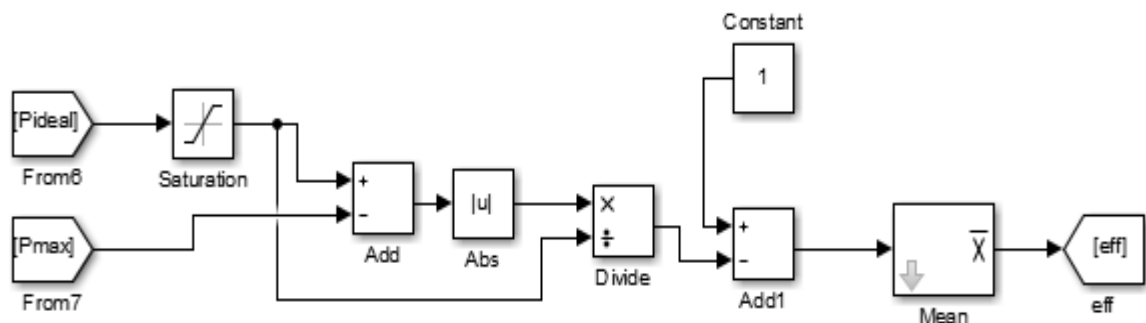 Constant
1
[Pideal]
From6
Saturation
+
-
Add
|u|
Abs
×
÷
Divide
[Pmax]
From7
+
-
Add1
x̅
Mean
[eff]
eff